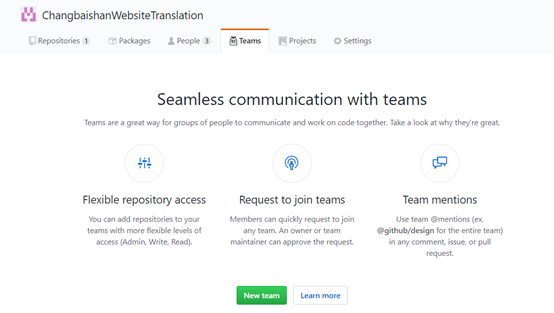 ChangbaishanWebsiteTranslation
Repositories 1 Packages People 3 Teams Projects Settings
Seamless communication with teams
Teams are a great way for groups of people to communicate and work on code together. Take a look at why they're great.
Flexible repository access
You can add repositories to your
teams with more flexible levels of
access (Admin, Write, Read).
Request to join teams
Members can quickly request to join
any team. An owner or team
maintainer can approve the request.
Team mentions
Use team @mentions (ex.
@github/design for the entire team)
in any comment, issue, or pull
request.
New team Learn more